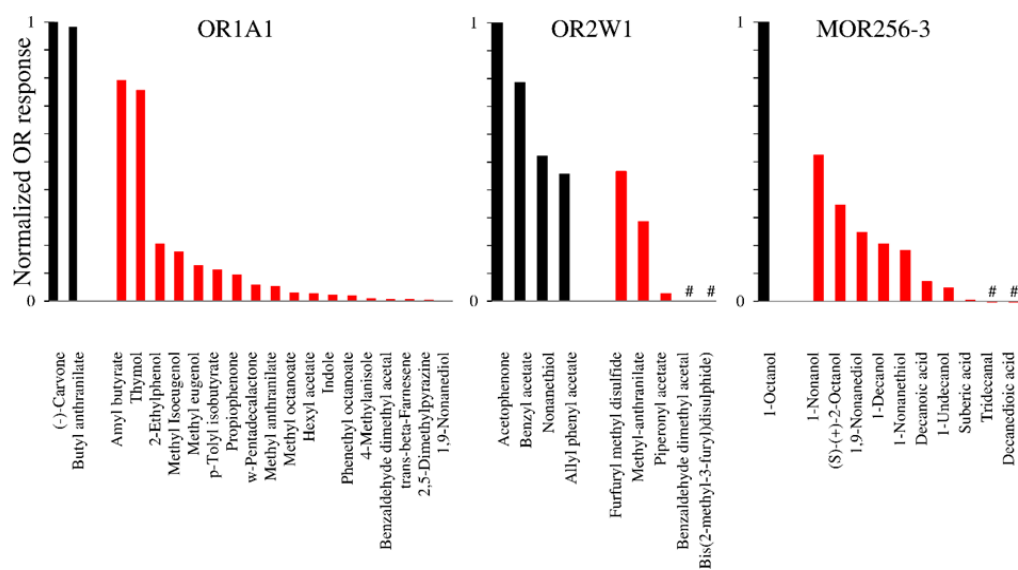 OR1A1
OR2W1
MOR256-3
Normalized OR response
1
0
1
0
1
0
#
#
#
#
(-)-Carvone
Butyl anthranilate
Amyl butyrate
Thymol
2-Ethylphenol
Methyl Isoeugenol
Methyl eugenol
p-Tolyl isobutyrate
Propiophenone
w-Pentadecalactone
Methyl anthranilate
Methyl octanoate
Hexyl acetate
Indole
Phenethyl octanoate
4-Methylanisole
Benzaldehyde dimethyl acetal
trans-beta-Farnesene
2,5-Dimethylpyrazine
1,9-Nonanediol
Acetophenone
Benzyl acetate
Nonanethiol
Allyl phenyl acetate
Furfuryl methyl disulfide
Methyl-anthranilate
Piperonyl acetate
Benzaldehyde dimethyl acetal
Bis(2-methyl-3-furyl)disulphide)
1-Octanol
1-Nonanol
(S)-(+)-2-Octanol
1,9-Nonanediol
1-Decanol
1-Nonanethiol
Decanoic acid
1-Undecanol
Suberic acid
Tridecanal
Decanedioic acid